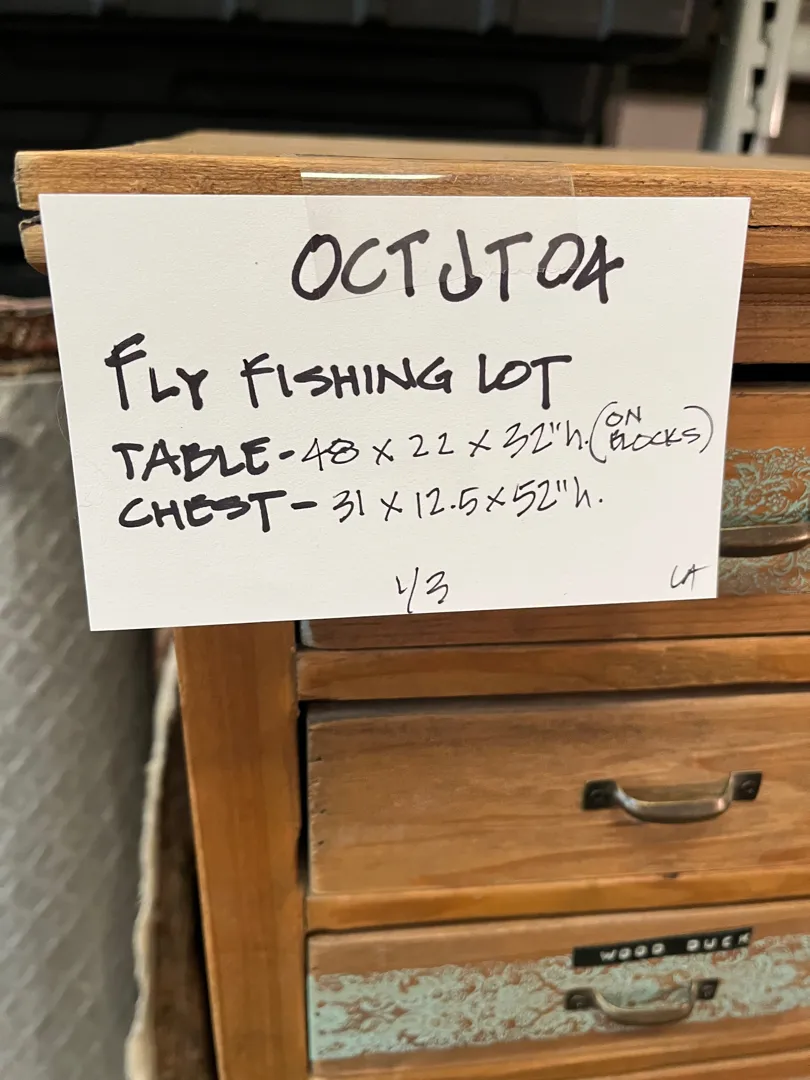 OCTJT04
FLY FISHING LOT
TABLE - 48 x 22 x 32"h. (ON BLOCKS)
CHEST - 31 x 12.5 x 52"h.
1/3
LA
WOOD DUCK